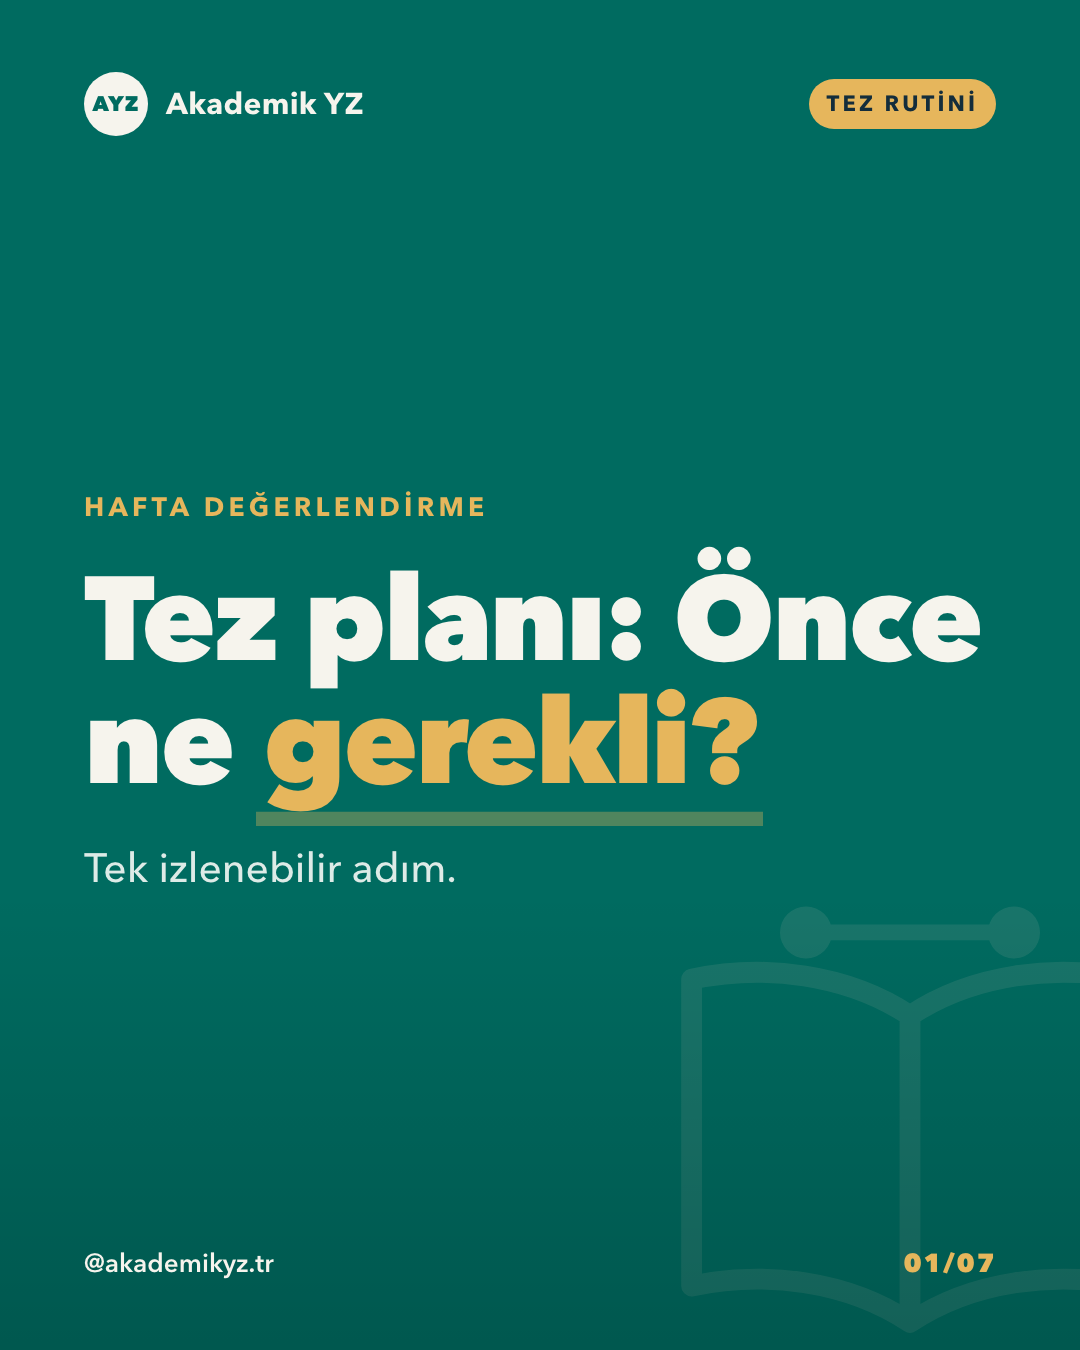 AYZ Akademik YZ
TEZ RUTİNİ
HAFTA DEĞERLENDİRME
Tez planı: Önce
ne gerekli?
Tek izlenebilir adım.
@akademikyz.tr
01/07